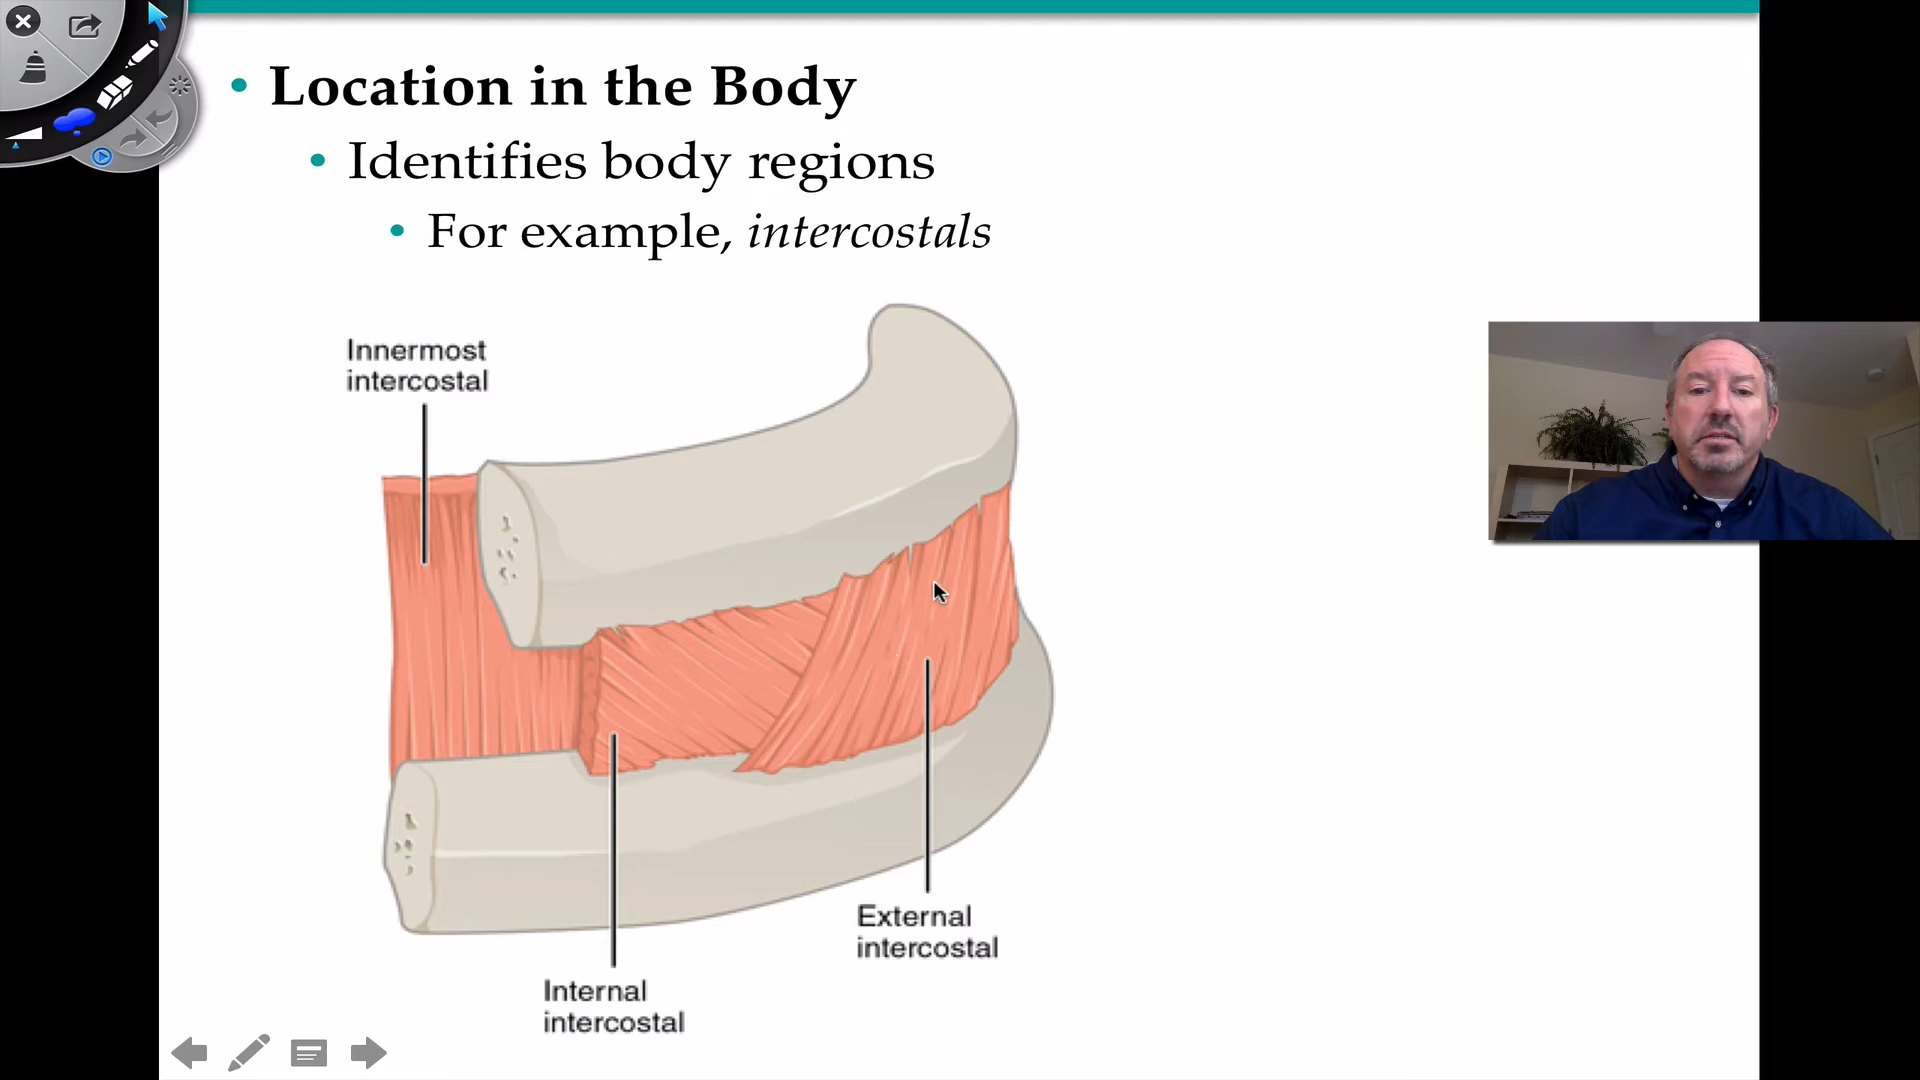 Location in the Body
Identifies body regions
For example, intercostals
Innermost
intercostal
External
intercostal
Internal
intercostal